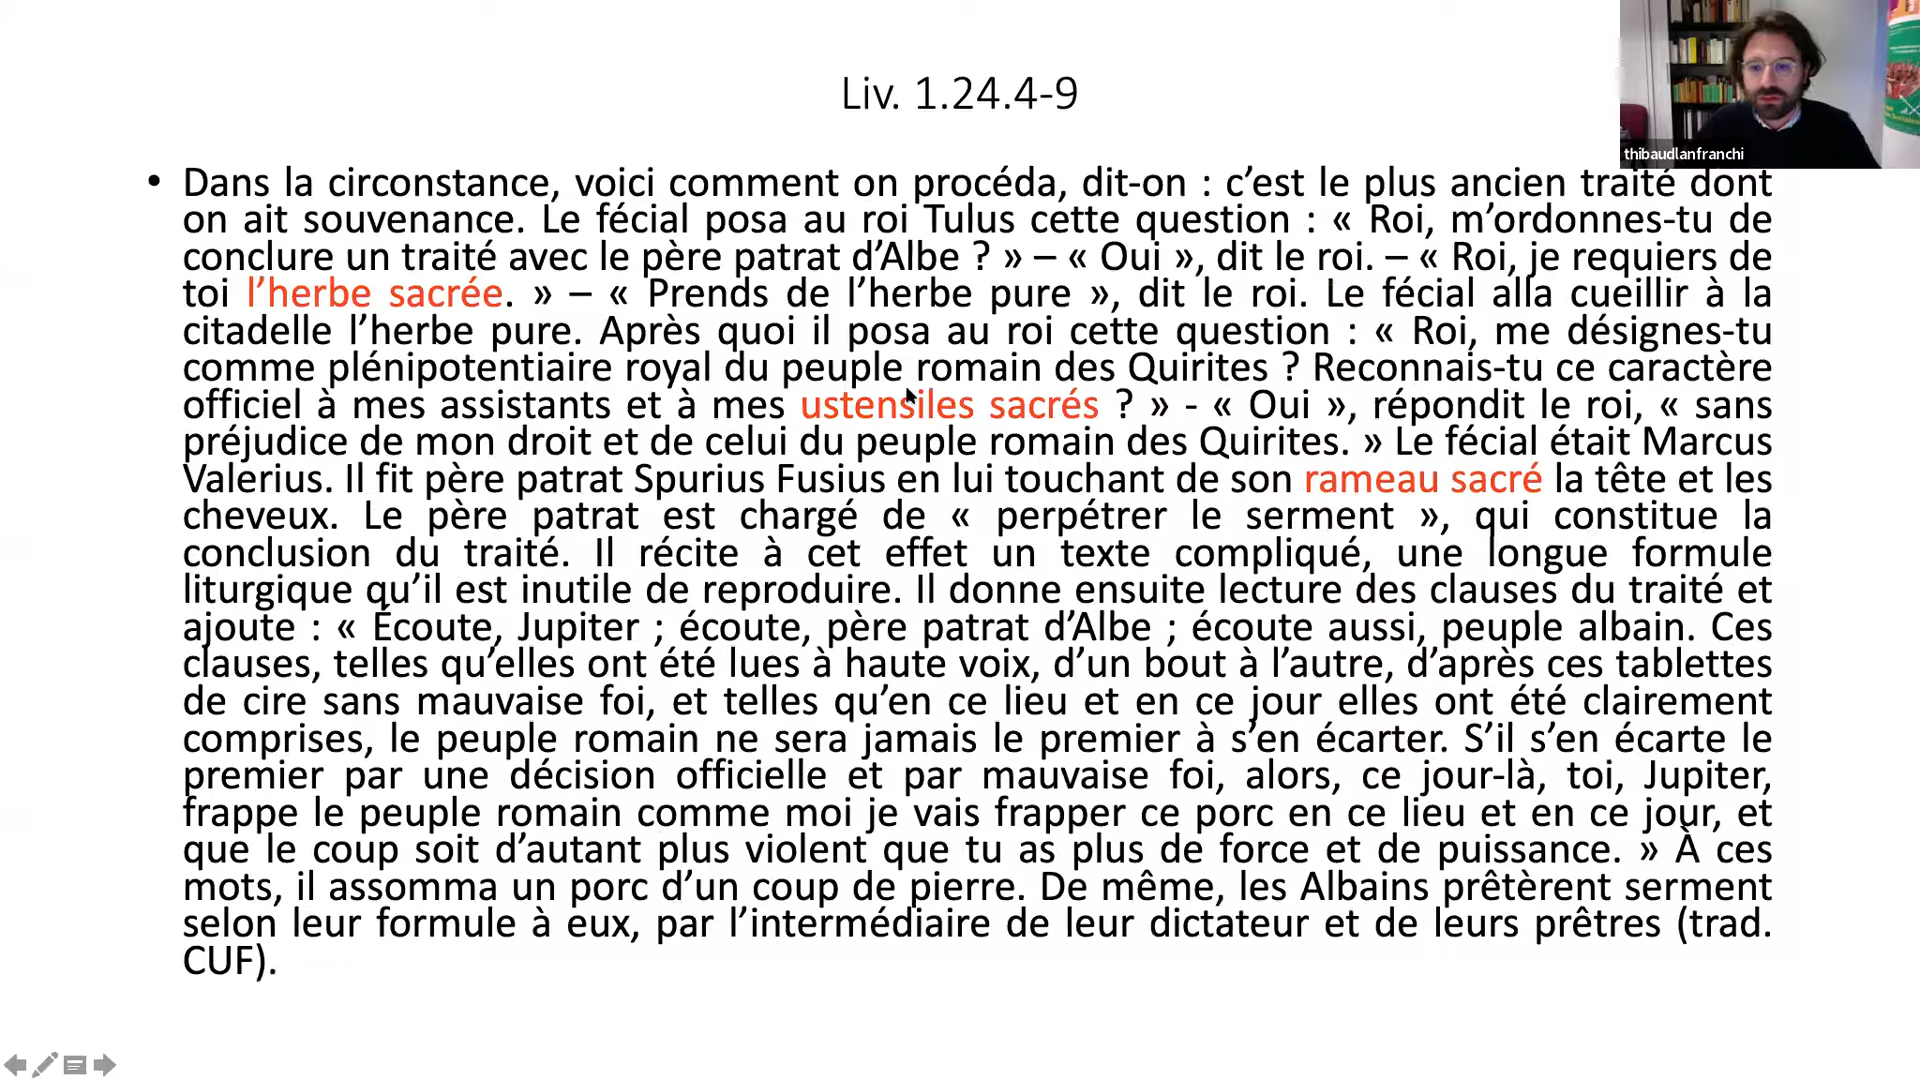 Liv. 1.24.4-9
thibaudlanfranchi
• Dans la circonstance, voici comment on procéda, dit-on : c’est le plus ancien traité dont
on ait souvenance. Le fécial posa au roi Tulus cette question : « Roi, m’ordonnes-tu de
conclure un traité avec le père patrat d’Albe ? » – « Oui », dit le roi. – « Roi, je requiers de
toi l’herbe sacrée. » – « Prends de l’herbe pure », dit le roi. Le fécial alla cueillir à la
citadelle l’herbe pure. Après quoi il posa au roi cette question : « Roi, me désignes-tu
comme plénipotentiaire royal du peuple romain des Quirites ? Reconnais-tu ce caractère
officiel à mes assistants et à mes ustensiles sacrés ? » - « Oui », répondit le roi, « sans
préjudice de mon droit et de celui du peuple romain des Quirites. » Le fécial était Marcus
Valerius. Il fit père patrat Spurius Fusius en lui touchant de son rameau sacré la tête et les
cheveux. Le père patrat est chargé de « perpétrer le serment », qui constitue la
conclusion du traité. Il récite à cet effet un texte compliqué, une longue formule
liturgique qu’il est inutile de reproduire. Il donne ensuite lecture des clauses du traité et
ajoute : « Écoute, Jupiter ; écoute, père patrat d’Albe ; écoute aussi, peuple albain. Ces
clauses, telles qu’elles ont été lues à haute voix, d’un bout à l’autre, d’après ces tablettes
de cire sans mauvaise foi, et telles qu’en ce lieu et en ce jour elles ont été clairement
comprises, le peuple romain ne sera jamais le premier à s’en écarter. S’il s’en écarte le
premier par une décision officielle et par mauvaise foi, alors, ce jour-là, toi, Jupiter,
frappe le peuple romain comme moi je vais frapper ce porc en ce lieu et en ce jour, et
que le coup soit d’autant plus violent que tu as plus de force et de puissance. » À ces
mots, il assomma un porc d’un coup de pierre. De même, les Albains prêtèrent serment
selon leur formule à eux, par l’intermédiaire de leur dictateur et de leurs prêtres (trad.
CUF).